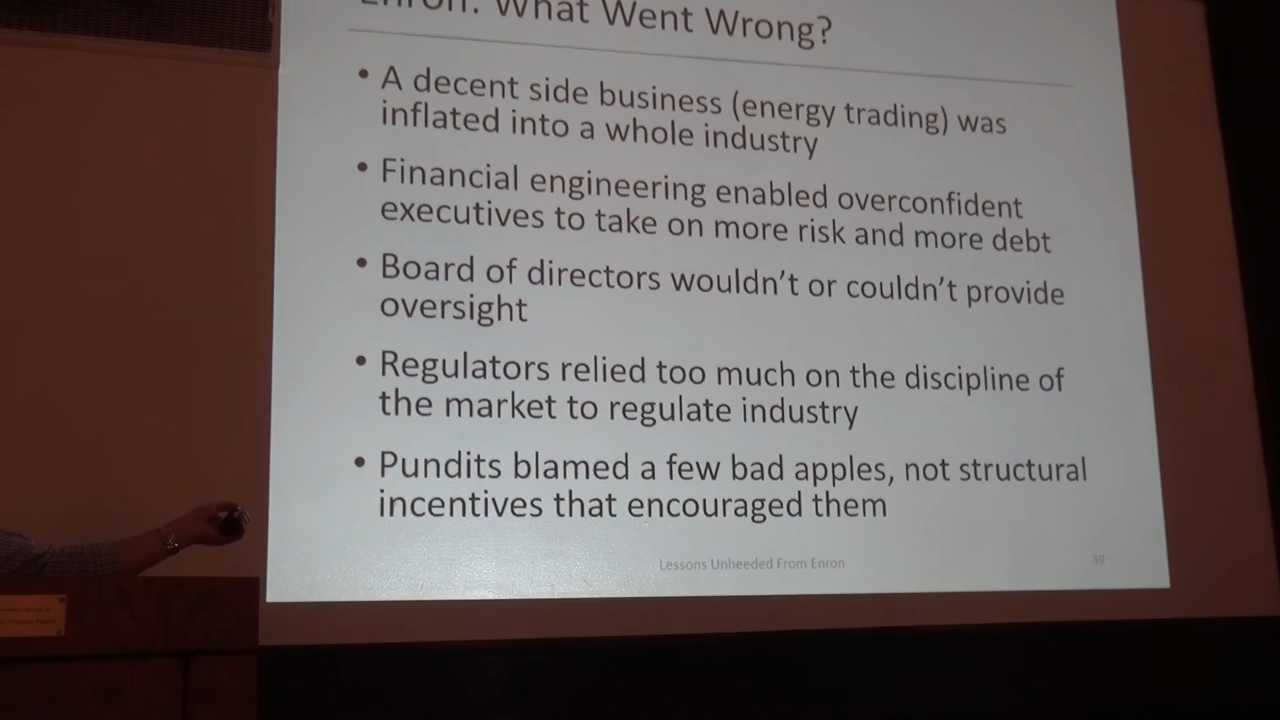 Enron: What Went Wrong?
• A decent side business (energy trading) was
inflated into a whole industry
• Financial engineering enabled overconfident
executives to take on more risk and more debt
• Board of directors wouldn't or couldn't provide
oversight
• Regulators relied too much on the discipline of
the market to regulate industry
• Pundits blamed a few bad apples, not structural
incentives that encouraged them
Lessons Unheeded From Enron
39